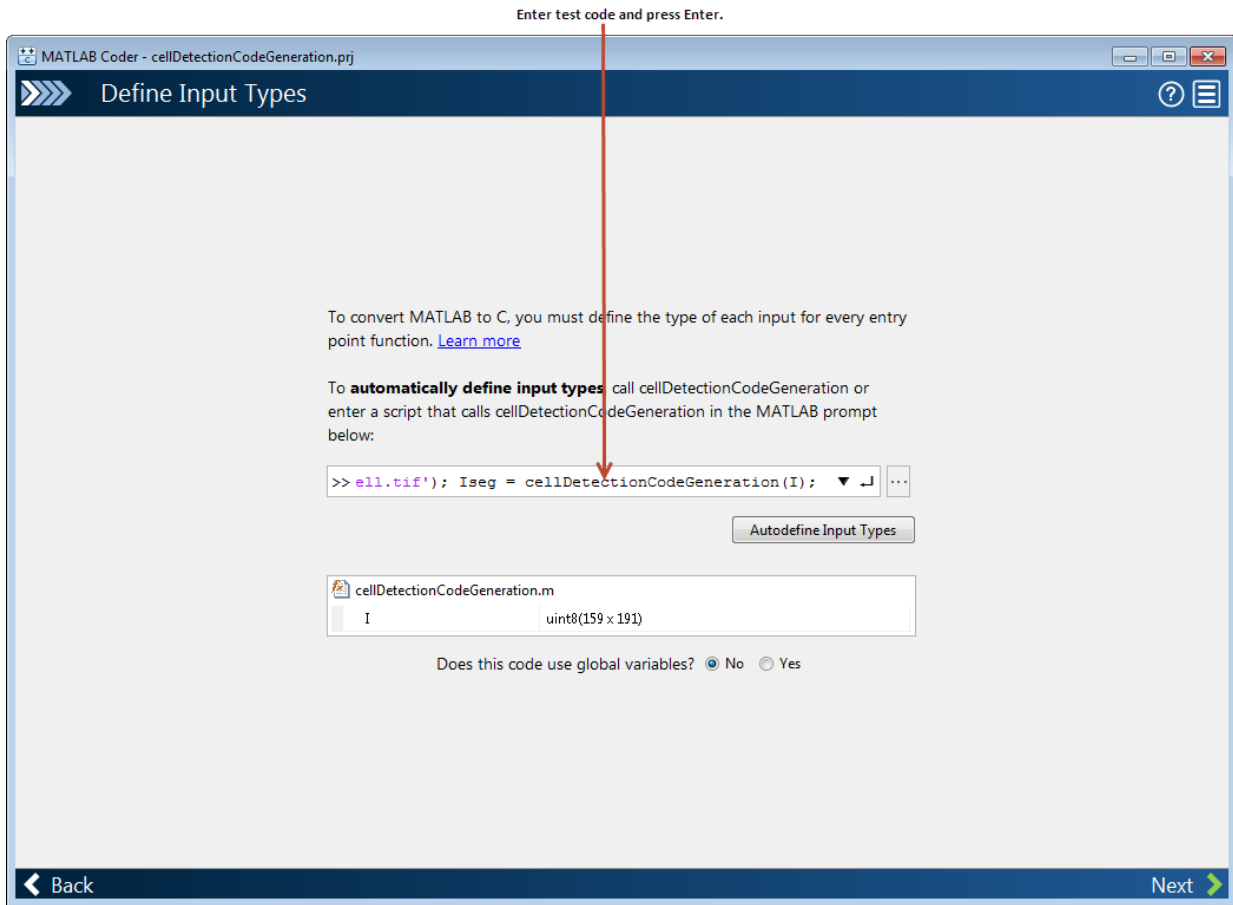 Enter test code and press Enter.
MATLAB Coder - cellDetectionCodeGeneration.prj
Define Input Types
To convert MATLAB to C, you must define the type of each input for every entry
point function. Learn more
To automatically define input types, call cellDetectionCodeGeneration or
enter a script that calls cellDetectionCodeGeneration in the MATLAB prompt
below:
>> ell.tif'); Iseg = cellDetectionCodeGeneration(I);
...
Autodefine Input Types
cellDetectionCodeGeneration.m
I uint8(159 x 191)
Does this code use global variables? No Yes
Back Next